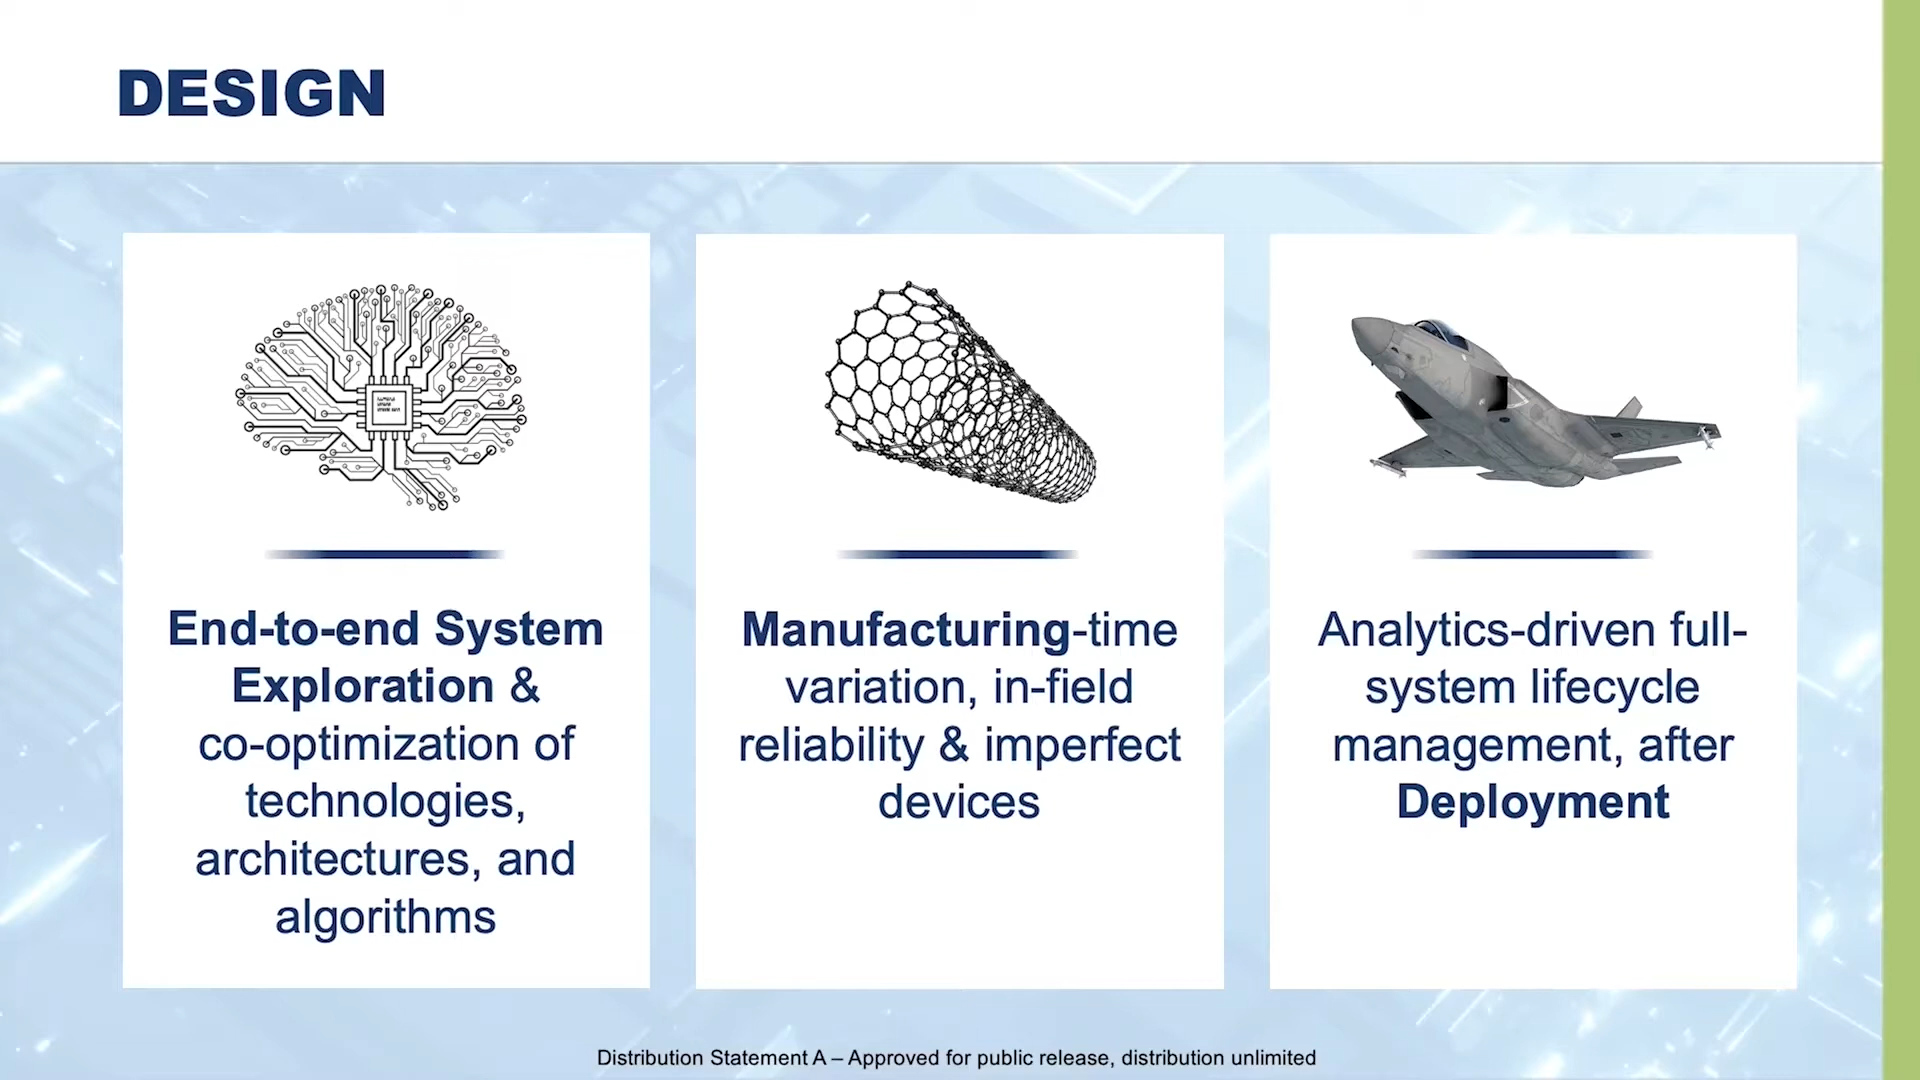 DESIGN
End-to-end System
Exploration &
co-optimization of
technologies,
architectures, and
algorithms
Manufacturing-time
variation, in-field
reliability & imperfect
devices
Analytics-driven full-
system lifecycle
management, after
Deployment
Distribution Statement A – Approved for public release, distribution unlimited